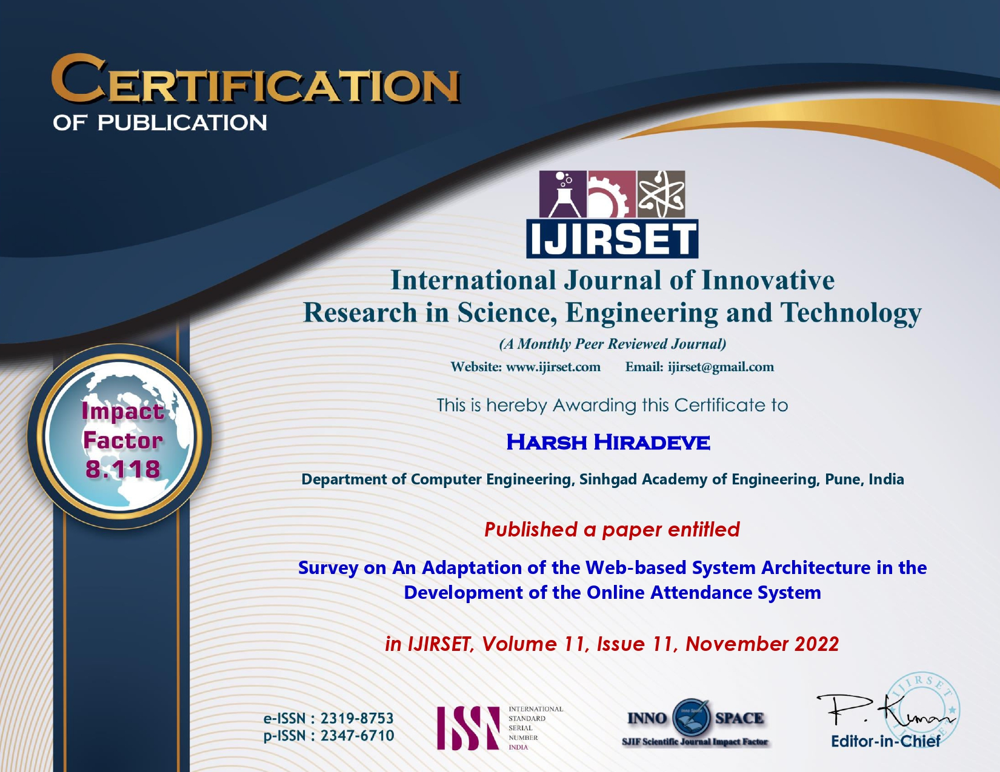 CERTIFICATION
OF PUBLICATION
IJIRSET
International Journal of Innovative
Research in Science, Engineering and Technology
(A Monthly Peer Reviewed Journal)
Website: www.ijirset.com Email: ijirset@gmail.com
This is hereby Awarding this Certificate to
HARSH HIRADEVE
Department of Computer Engineering, Sinhgad Academy of Engineering, Pune, India
Impact
Factor
8.118
Published a paper entitled
Survey on An Adaptation of the Web-based System Architecture in the
Development of the Online Attendance System
in IJIRSET, Volume 11, Issue 11, November 2022
e-ISSN : 2319-8753
p-ISSN : 2347-6710
ISSN
INTERNATIONAL
STANDARD
SERIAL
NUMBER
INDIA
Inno Space
INNO SPACE
SJIF Scientific Journal Impact Factor
P. Kumar
IJIRSET
IJIRSET
Editor-in-Chief